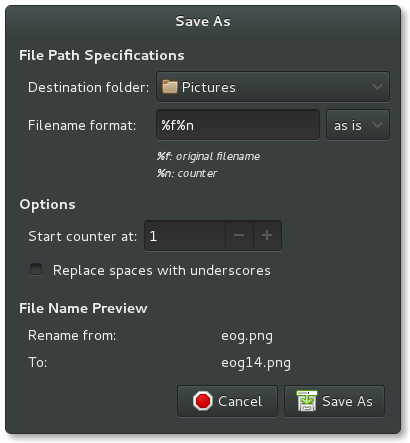 Save As
File Path Specifications
Destination folder: Pictures
Filename format: %f%n as is
%f: original filename
%n: counter
Options
Start counter at: 1 − +
Replace spaces with underscores
File Name Preview
Rename from: eog.png
To: eog14.png
Cancel Save As